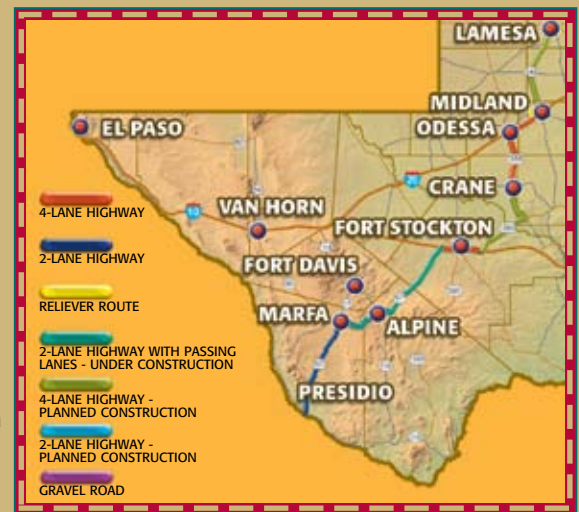 LAMESA
MIDLAND
ODESSA
EL PASO
20
CRANE
4-LANE HIGHWAY
10
VAN HORN
FORT STOCKTON
2-LANE HIGHWAY
FORT DAVIS
RELIEVER ROUTE
MARFA
ALPINE
2-LANE HIGHWAY WITH PASSING
LANES - UNDER CONSTRUCTION
PRESIDIO
4-LANE HIGHWAY -
PLANNED CONSTRUCTION
2-LANE HIGHWAY -
PLANNED CONSTRUCTION
GRAVEL ROAD